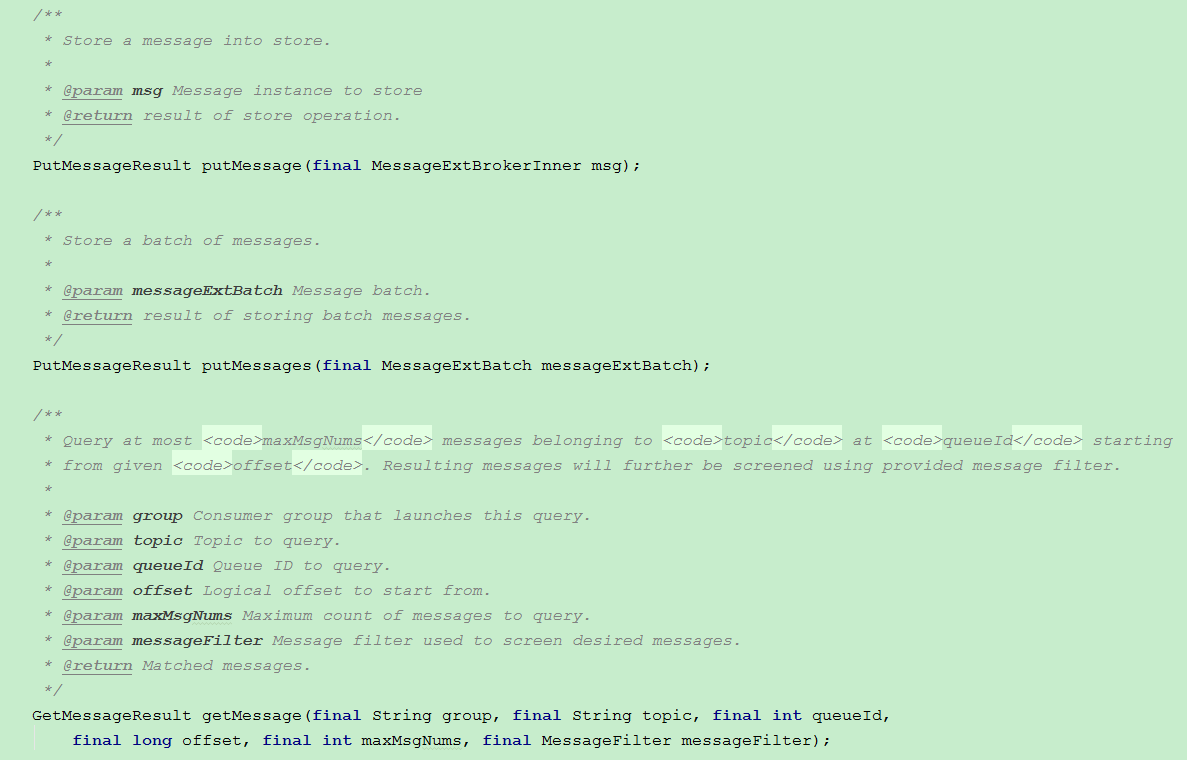 /**
 * Store a message into store.
 *
 * @param msg Message instance to store
 * @return result of store operation.
 */
PutMessageResult putMessage(final MessageExtBrokerInner msg);

/**
 * Store a batch of messages.
 *
 * @param messageExtBatch Message batch.
 * @return result of storing batch messages.
 */
PutMessageResult putMessages(final MessageExtBatch messageExtBatch);

/**
 * Query at most <code>maxMsgNums</code> messages belonging to <code>topic</code> at <code>queueId</code> starting
 * from given <code>offset</code>. Resulting messages will further be screened using provided message filter.
 *
 * @param group Consumer group that launches this query.
 * @param topic Topic to query.
 * @param queueId Queue ID to query.
 * @param offset Logical offset to start from.
 * @param maxMsgNums Maximum count of messages to query.
 * @param messageFilter Message filter used to screen desired messages.
 * @return Matched messages.
 */
GetMessageResult getMessage(final String group, final String topic, final int queueId,
    final long offset, final int maxMsgNums, final MessageFilter messageFilter);